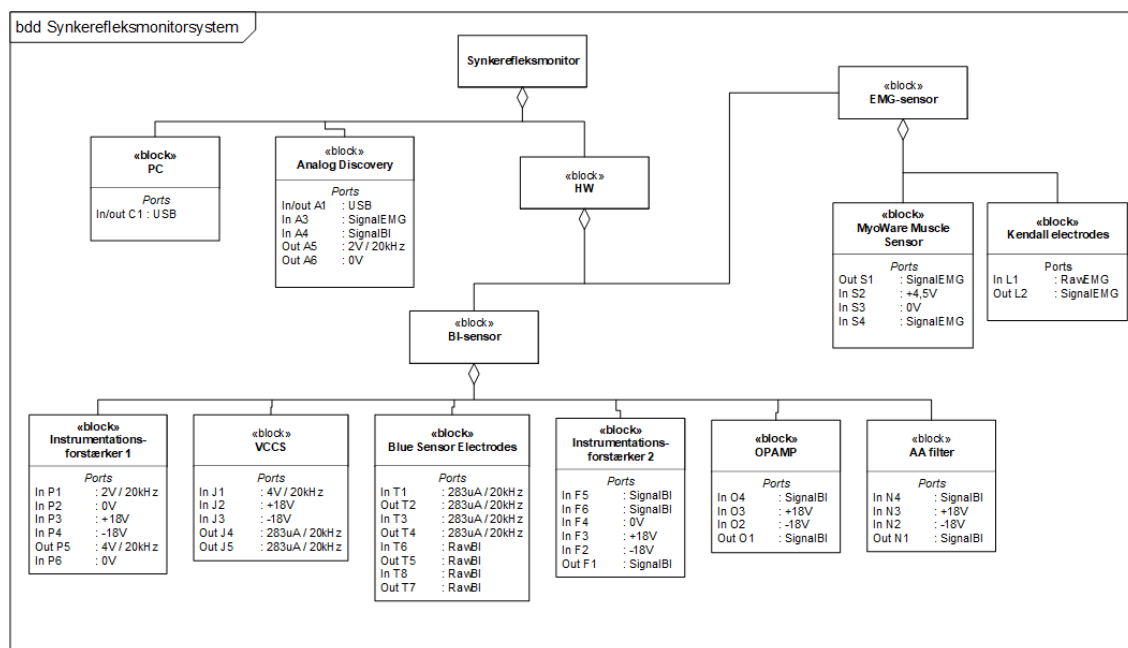 bdd Synkerefleksmonitorsystem
Synkerefleksmonitor
«block»
EMG-sensor
«block»
PC
Ports
In/out C1 : USB
«block»
Analog Discovery
Ports
In/out A1 : USB
In A3 : SignalEMG
In A4 : SignalBI
Out A5 : 2V / 20kHz
Out A6 : 0V
«block»
HW
«block»
MyoWare Muscle
Sensor
Ports
Out S1 : SignalEMG
In S2 : +4,5V
In S3 : 0V
In S4 : SignalEMG
«block»
Kendall electrodes
Ports
In L1 : RawEMG
Out L2 : SignalEMG
«block»
BI-sensor
«block»
Instrumentations-
forstærker 1
Ports
In P1 : 2V / 20kHz
In P2 : 0V
In P3 : +18V
In P4 : -18V
Out P5 : 4V / 20kHz
In P6 : 0V
«block»
VCCS
Ports
In J1 : 4V / 20kHz
In J2 : +18V
In J3 : -18V
Out J4 : 283uA / 20kHz
Out J5 : 283uA / 20kHz
«block»
Blue Sensor Electrodes
Ports
In T1 : 283uA / 20kHz
Out T2 : 283uA / 20kHz
In T3 : 283uA / 20kHz
Out T4 : 283uA / 20kHz
In T6 : RawBI
Out T5 : RawBI
In T8 : RawBI
Out T7 : RawBI
«block»
Instrumentations-
forstærker 2
Ports
In F5 : SignalBI
In F6 : SignalBI
In F4 : 0V
In F3 : +18V
In F2 : -18V
Out F1 : SignalBI
«block»
OPAMP
Ports
In O4 : SignalBI
In O3 : +18V
In O2 : -18V
Out O1 : SignalBI
«block»
AA filter
Ports
In N4 : SignalBI
In N3 : +18V
In N2 : -18V
Out N1 : SignalBI